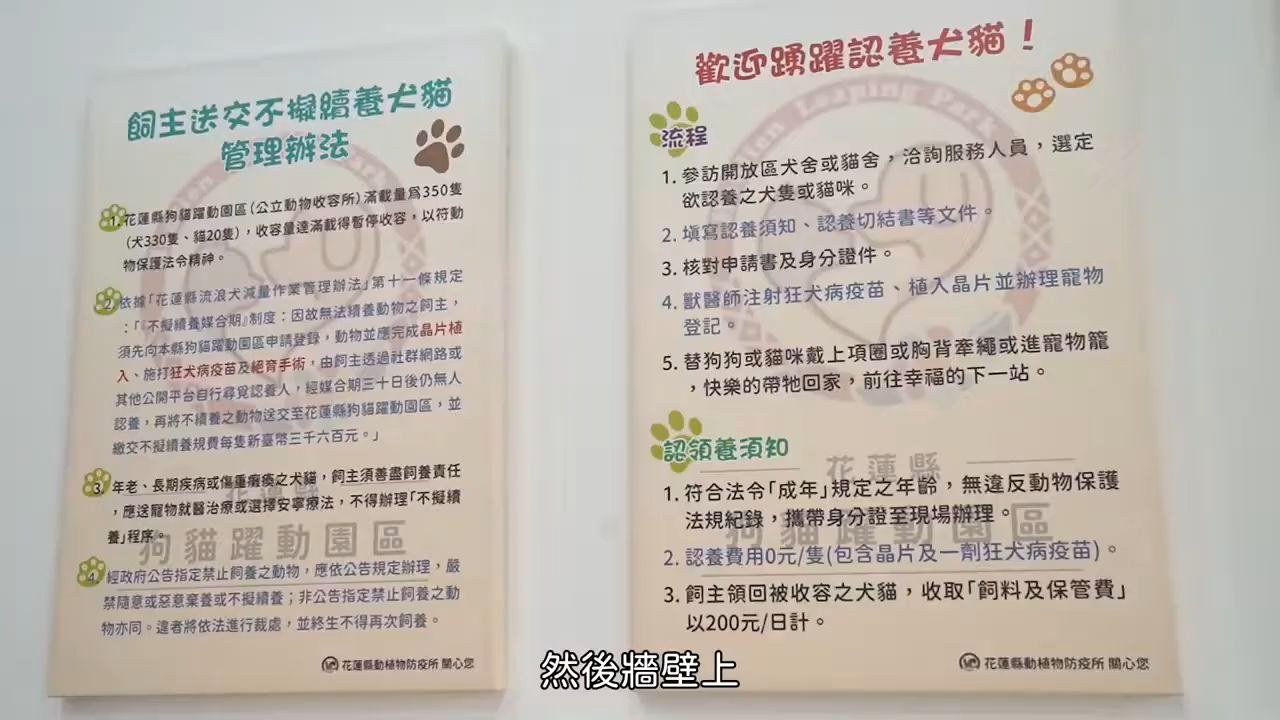 飼主送交不擬續養犬貓
管理辦法
1. 花蓮縣狗貓躍動園區(公立動物收容所)滿載量為350隻
(犬330隻、貓20隻)，收容量達滿載得暫停收容，以符動
物保護法令精神。
2. 依據「花蓮縣流浪犬減量作業管理辦法」第十一條規定
：「『不擬續養媒合期』制度：因故無法續養動物之飼主，
須先向本縣狗貓躍動園區申請登錄，動物並應完成晶片植
入、施打狂犬病疫苗及絕育手術，由飼主透過社群網路或
其他公開平台自行尋覓認養人，經媒合期三十日後仍無人
認養，再將不續養之動物送交至花蓮縣狗貓躍動園區，並
繳交不擬續養規費每隻新臺幣三千六百元。」
3. 年老、長期疾病或傷重癱瘓之犬貓，飼主須善盡飼養責任
，應送寵物就醫治療或選擇安寧療法，不得辦理「不擬續
養」程序。
4. 經政府公告指定禁止飼養之動物，應依公告規定辦理，嚴
禁隨意或惡意棄養或不擬續養；非公告指定禁止飼養之動
物亦同。違者將依法進行裁處，並終生不得再次飼養。
花蓮縣
狗貓躍動園區
花蓮縣動植物防疫所 關心您
歡迎踴躍認養犬貓！
Leaping Park
流程
1. 參訪開放區犬舍或貓舍，洽詢服務人員，選定
欲認養之犬隻或貓咪。
2. 填寫認養須知、認養切結書等文件。
3. 核對申請書及身分證件。
4. 獸醫師注射狂犬病疫苗、植入晶片並辦理寵物
登記。
5. 替狗狗或貓咪戴上項圈或胸背牽繩或進寵物籠
，快樂的帶牠回家，前往幸福的下一站。
認領養須知
1. 符合法令「成年」規定之年齡，無違反動物保護
法規紀錄，攜帶身分證至現場辦理。
2. 認養費用0元/隻(包含晶片及一劑狂犬病疫苗)。
3. 飼主領回被收容之犬貓，收取「飼料及保管費」
以200元/日計。
花蓮縣
狗貓躍動園區
花蓮縣動植物防疫所 關心您
然後牆壁上